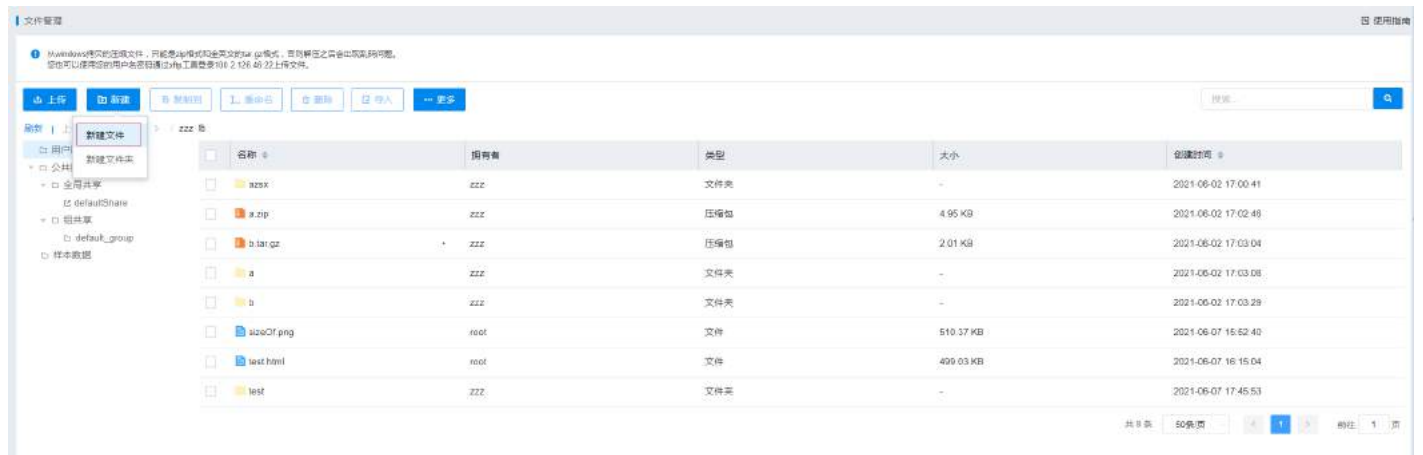 文件管理
使用指南
从windows拷贝的压缩文件，只能是zip格式和全英文的tar.gz格式，否则解压之后会出现乱码问题。
您也可以使用您的用户名密码通过sftp工具登录100.2.126.46:22上传文件。
上传 新建 复制到 重命名 删除 导入 更多
搜索...
刷新 | 上 zzz
新建文件
新建文件夹
用户
公共
全局共享
defaultShare
组共享
default_group
样本数据
名称 拥有者 类型 大小 创建时间
azsx zzz 文件夹 - 2021-06-02 17:00:41
a.zip zzz 压缩包 4.95 KB 2021-06-02 17:02:46
b.tar.gz zzz 压缩包 2.01 KB 2021-06-02 17:03:04
a zzz 文件夹 - 2021-06-02 17:03:08
b zzz 文件夹 - 2021-06-02 17:03:29
sizeOf.png root 文件 510.37 KB 2021-06-07 15:52:40
test.html root 文件 499.03 KB 2021-06-07 16:15:04
test zzz 文件夹 - 2021-06-07 17:45:53
共 8 条 50条/页 1 前往 1 页